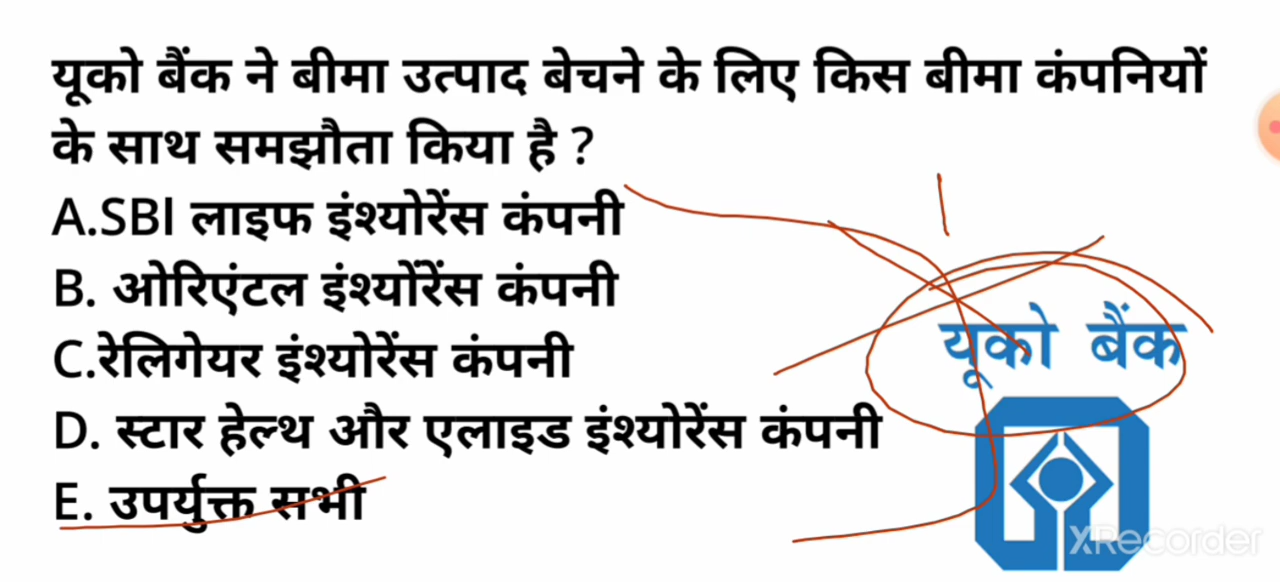 यूको बैंक ने बीमा उत्पाद बेचने के लिए किस बीमा कंपनियों
के साथ समझौता किया है ?
A.SBI लाइफ इंश्योरेंस कंपनी
B. ओरिएंटल इंश्योरेंस कंपनी
C.रेलिगेयर इंश्योरेंस कंपनी
D. स्टार हेल्थ और एलाइड इंश्योरेंस कंपनी
E. उपर्युक्त सभी
यूको बैंक
XRecorder